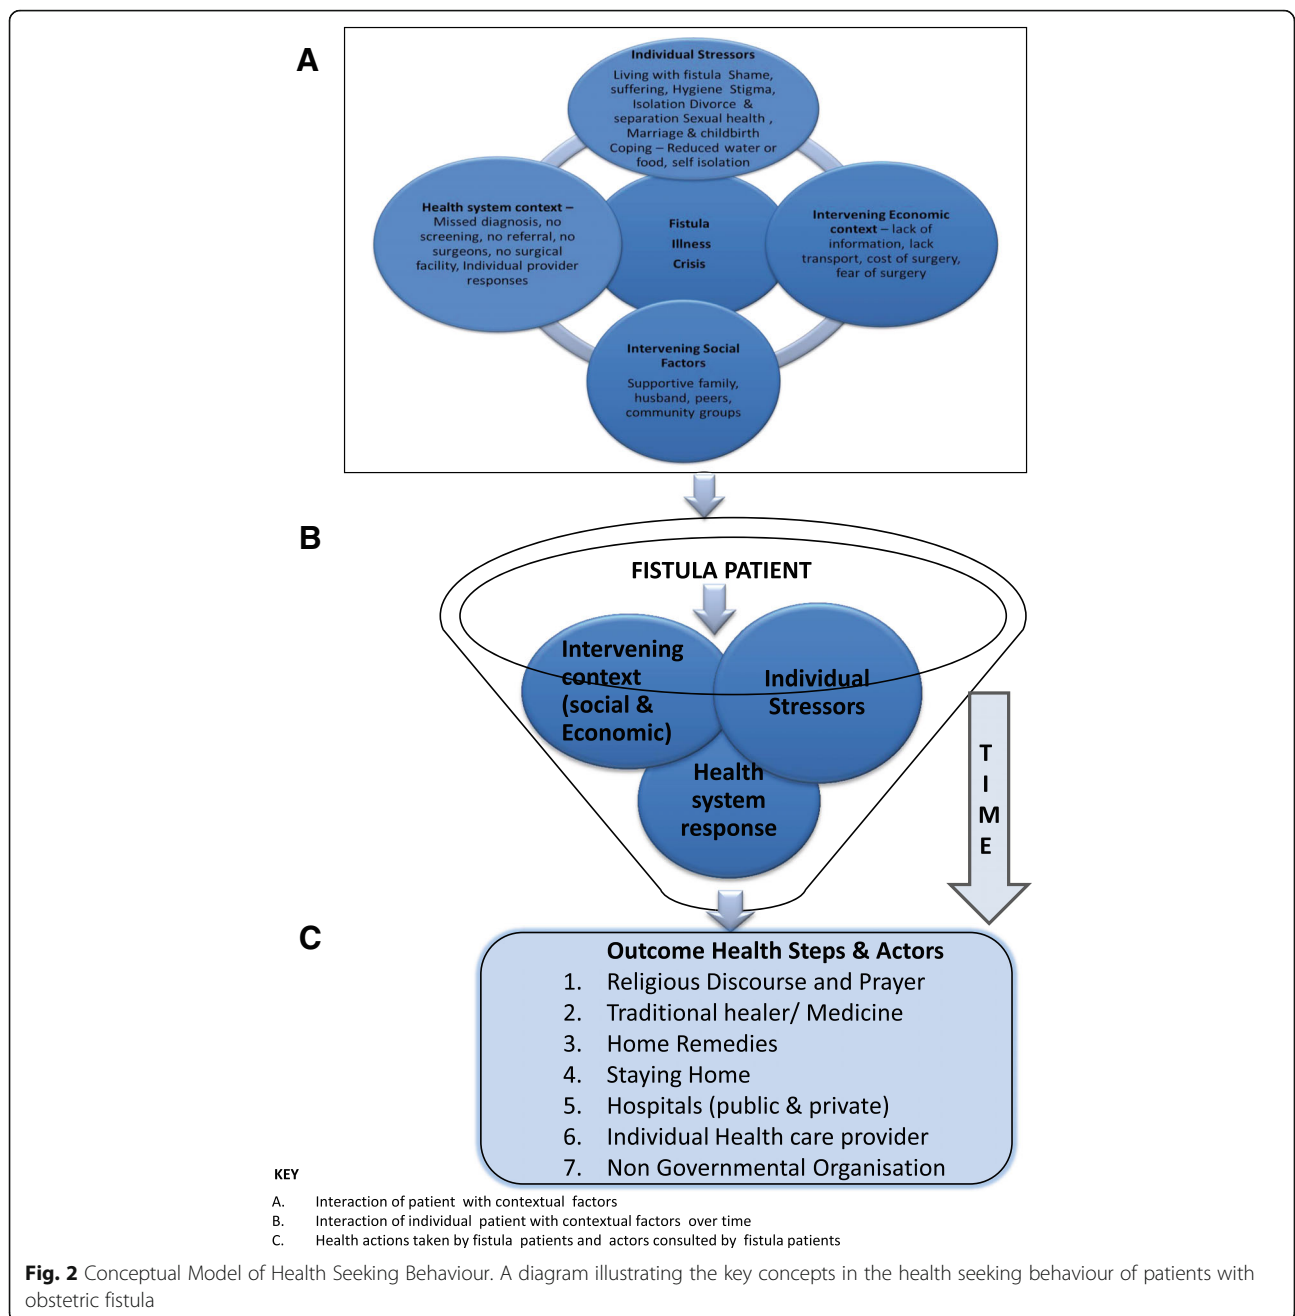 A
Individual Stressors
Living with fistula Shame,
suffering, Hygiene Stigma,
Isolation Divorce &
separation Sexual health ,
Marriage & childbirth
Coping – Reduced water or
food, self isolation
Health system context –
Missed diagnosis, no
screening, no referral, no
surgeons, no surgical
facility, Individual provider
responses
Fistula
Illness
Crisis
Intervening Economic
context – lack of
information, lack
transport, cost of surgery,
fear of surgery
Intervening Social
Factors
Supportive family,
husband, peers,
community groups
B
FISTULA PATIENT
Intervening
context
(social &
Economic)
Individual
Stressors
Health
system
response
T
I
M
E
C
Outcome Health Steps & Actors
1. Religious Discourse and Prayer
2. Traditional healer/ Medicine
3. Home Remedies
4. Staying Home
5. Hospitals (public & private)
6. Individual Health care provider
7. Non Governmental Organisation
KEY
A. Interaction of patient with contextual factors
B. Interaction of individual patient with contextual factors over time
C. Health actions taken by fistula patients and actors consulted by fistula patients
Fig. 2 Conceptual Model of Health Seeking Behaviour. A diagram illustrating the key concepts in the health seeking behaviour of patients with
obstetric fistula